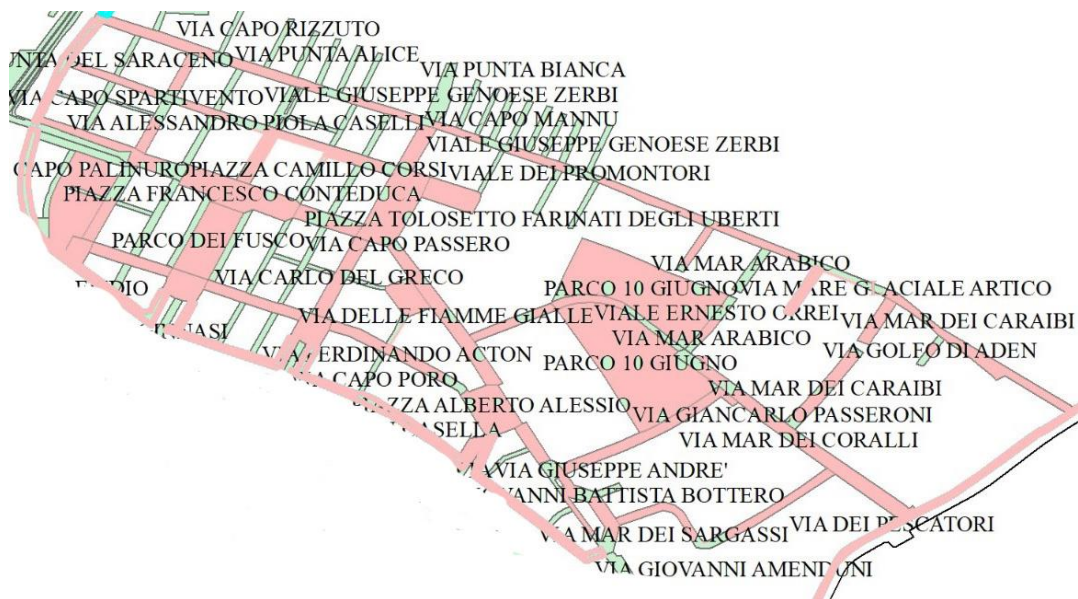 VIA CAPO RIZZUTO
DEL SARACENO VIA PUNTA ALICE
VIA PUNTA BIANCA
VIA CAPO SPARTIVENTO VIALE GIUSEPPE GENOESE ZERBI
VIA ALESSANDRO PIOLA CASELLI VIA CAPO MANNU
VIALE GIUSEPPE GENOESE ZERBI
CAPO PALINURO PIAZZA CAMILLO CORSI VIALE DEI PROMONTORI
PIAZZA FRANCESCO CONTEDUCA
PIAZZA TOLOSETTO FARINATI DEGLI UBERTI
PARCO DEI FUSCO VIA CAPO PASSERO
VIA MAR ARABICO
VIA CARLO DEL GRECO
PARCO 10 GIUGNO VIA MARE GLACIALE ARTICO
VIA DELLE FIAMME GIALLE VIALE ERNESTO ORREI VIA MAR DEI CARAIBI
VIA MAR ARABICO
VIA FERDINANDO ACTON PARCO 10 GIUGNO VIA GOLFO DI ADEN
VIA CAPO PORO
VIA MAR DEI CARAIBI
PIAZZA ALBERTO ALESSIO VIA GIANCARLO PASSERONI
CASELLA
VIA MAR DEI CORALLI
VIA GIUSEPPE ANDRE'
GIOVANNI BATTISTA BOTTERO
VIA MAR DEI SARGASSI VIA DEI PESCATORI
VIA GIOVANNI AMENDUNI